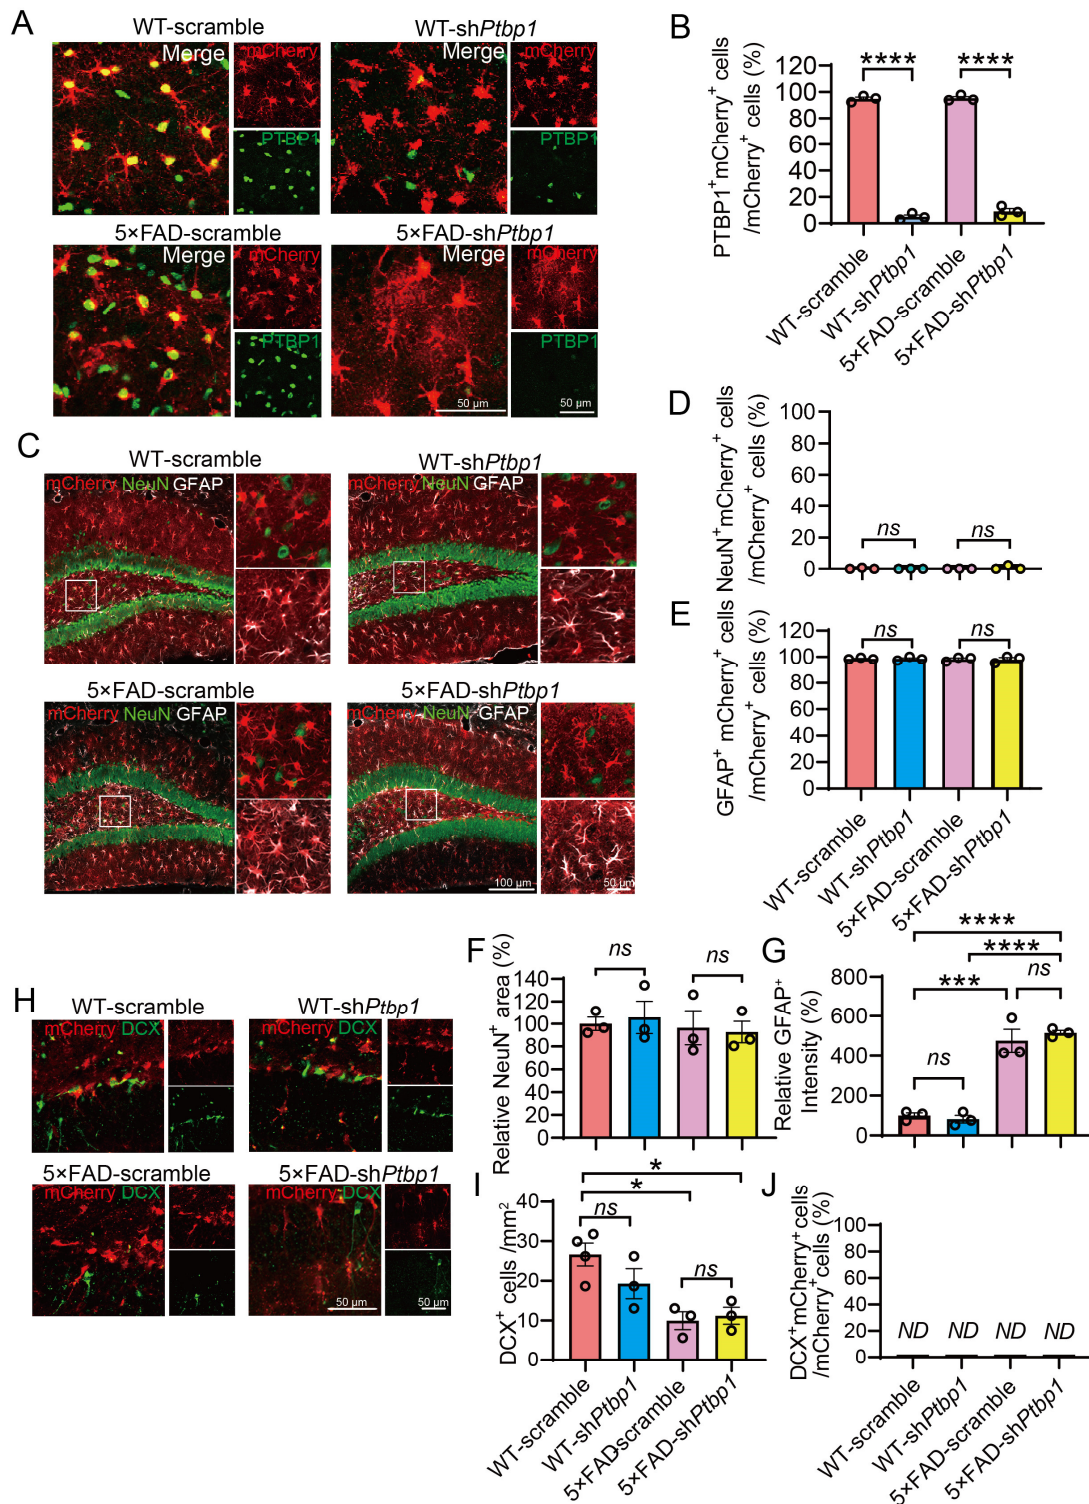 A
WT-scramble
WT-shPtbp1
Merge
mCherry
PTBP1
Merge
mCherry
PTBP1
5×FAD-scramble
5×FAD-shPtbp1
Merge
mCherry
PTBP1
Merge
mCherry
PTBP1
50 µm
50 µm
B
PTBP1⁺mCherry⁺ cells
/mCherry⁺ cells (%)
120
100
80
60
40
20
0
****
****
WT-scramble
WT-shPtbp1
5×FAD-scramble
5×FAD-shPtbp1
C
WT-scramble
WT-shPtbp1
mCherry NeuN GFAP
mCherry NeuN GFAP
5×FAD-scramble
5×FAD-shPtbp1
mCherry NeuN GFAP
mCherry NeuN GFAP
100 µm
50 µm
D
NeuN⁺mCherry⁺ cells
/mCherry⁺ cells (%)
100
80
60
40
20
0
ns
ns
E
GFAP⁺ mCherry⁺ cells
/mCherry⁺ cells (%)
120
100
80
60
40
20
0
ns
ns
WT-scramble
WT-shPtbp1
5×FAD-scramble
5×FAD-shPtbp1
F
Relative NeuN⁺ area (%)
140
120
100
80
60
40
20
0
ns
ns
G
Relative GFAP⁺
Intensity (%)
800
600
400
200
0
****
****
***
ns
ns
H
WT-scramble
WT-shPtbp1
mCherry DCX
mCherry DCX
5×FAD-scramble
5×FAD-shPtbp1
mCherry DCX
mCherry DCX
50 µm
50 µm
I
DCX⁺ cells /mm²
40
30
20
10
0
*
*
ns
ns
WT-scramble
WT-shPtbp1
5×FAD-scramble
5×FAD-shPtbp1
J
DCX⁺mCherry⁺ cells
/mCherry⁺ cells (%)
100
80
60
40
20
0
ND
ND
ND
ND
WT-scramble
WT-shPtbp1
5×FAD-scramble
5×FAD-shPtbp1